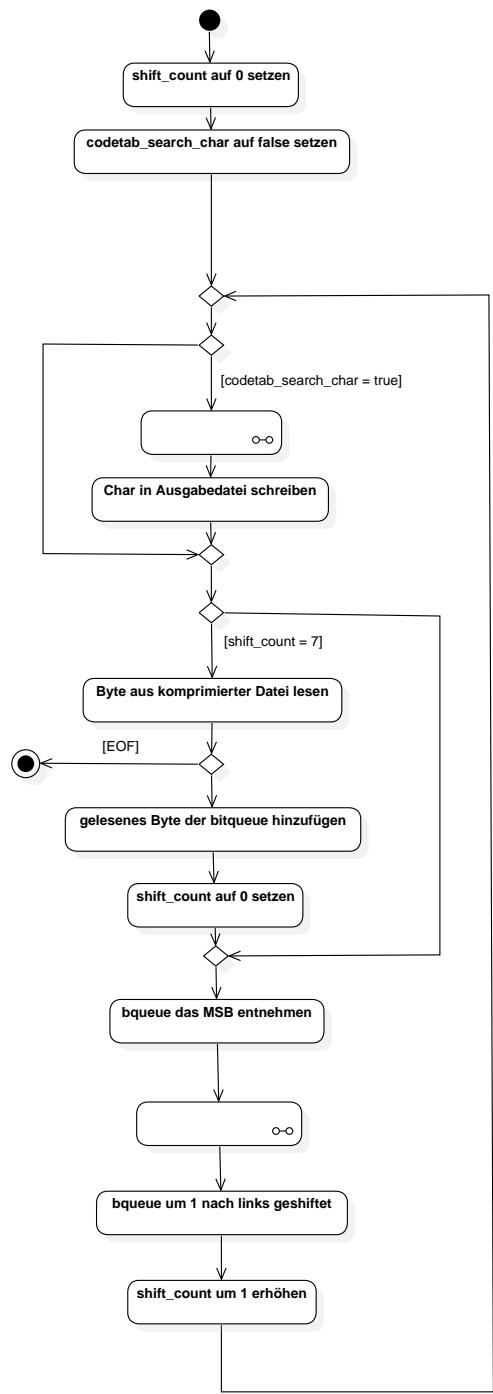 shift_count auf 0 setzen
codetab_search_char auf false setzen
[codetab_search_char = true]
Char in Ausgabedatei schreiben
[shift_count = 7]
Byte aus komprimierter Datei lesen
[EOF]
gelesenes Byte der bitqueue hinzufügen
shift_count auf 0 setzen
bqueue das MSB entnehmen
bqueue um 1 nach links geshiftet
shift_count um 1 erhöhen